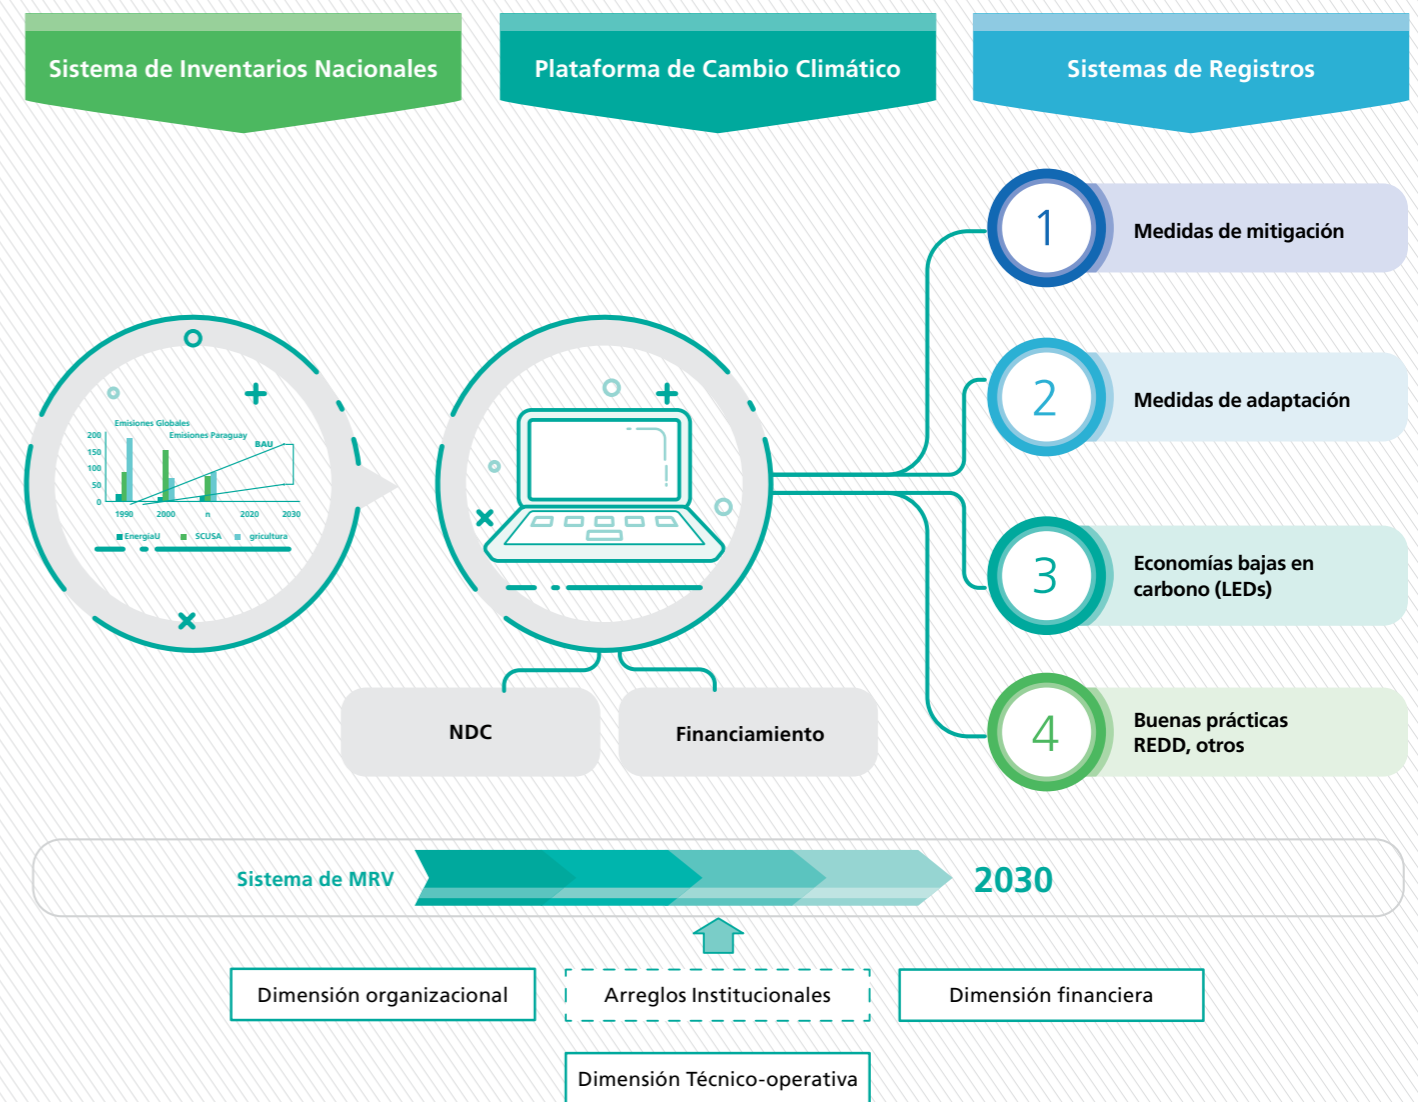 Sistema de Inventarios Nacionales
Plataforma de Cambio Climático
Sistemas de Registros
1
Medidas de mitigación
2
Medidas de adaptación
3
Economías bajas en
carbono (LEDs)
4
Buenas prácticas
REDD, otros
Emisiones Globales
Emisiones Paraguay
BAU
200
150
100
50
0
1990 2000 n 2020 2030
EnergiaU SCUSA gricultura
NDC
Financiamiento
Sistema de MRV
2030
Dimensión organizacional
Arreglos Institucionales
Dimensión financiera
Dimensión Técnico-operativa